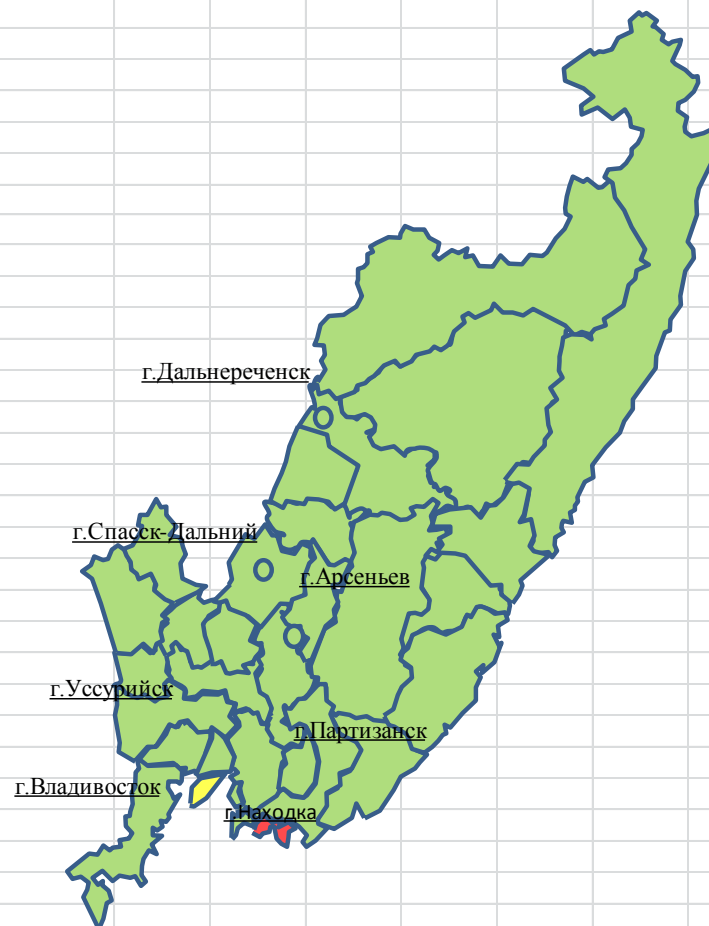 г.Дальнереченск
г.Спасск-Дальний
г.Арсеньев
г.Уссурийск
г.Партизанск
г.Владивосток
г.Находка